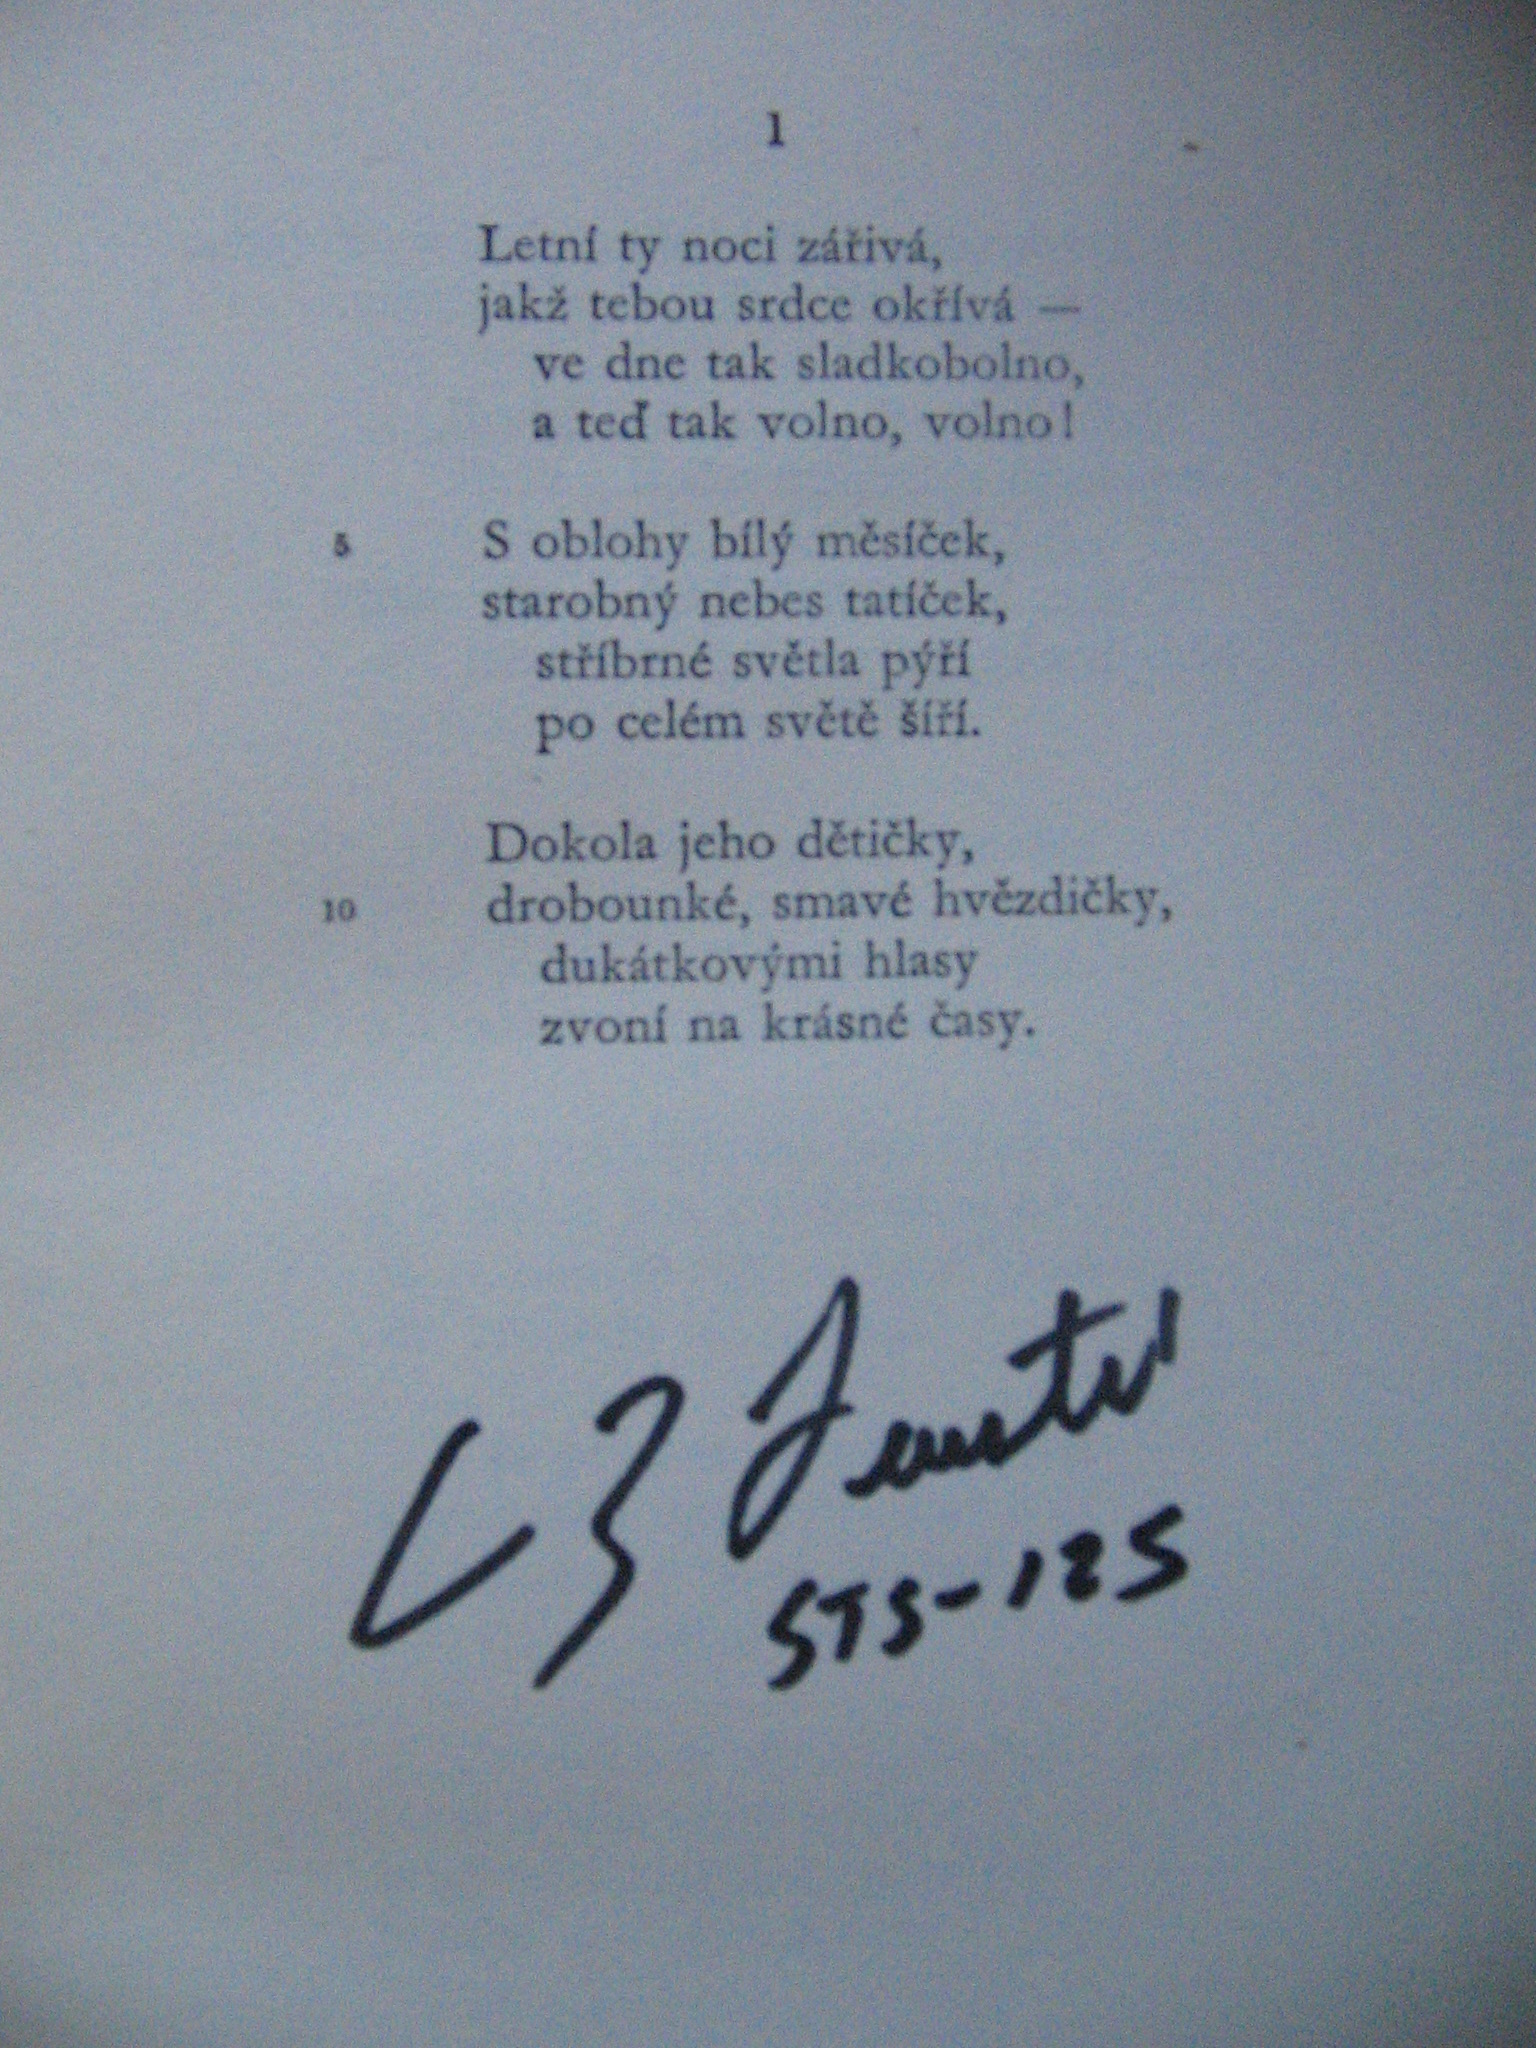 1
Letní ty noci zářivá,
jakž tebou srdce okřívá —
ve dne tak sladkobolno,
a teď tak volno, volno!
5 S oblohy bílý měsíček,
starobný nebes tatíček,
stříbrné světla pýří
po celém světě šíří.
Dokola jeho dětičky,
10 drobounké, smavé hvězdičky,
dukátkovými hlasy
zvoní na krásné časy.
STS-125